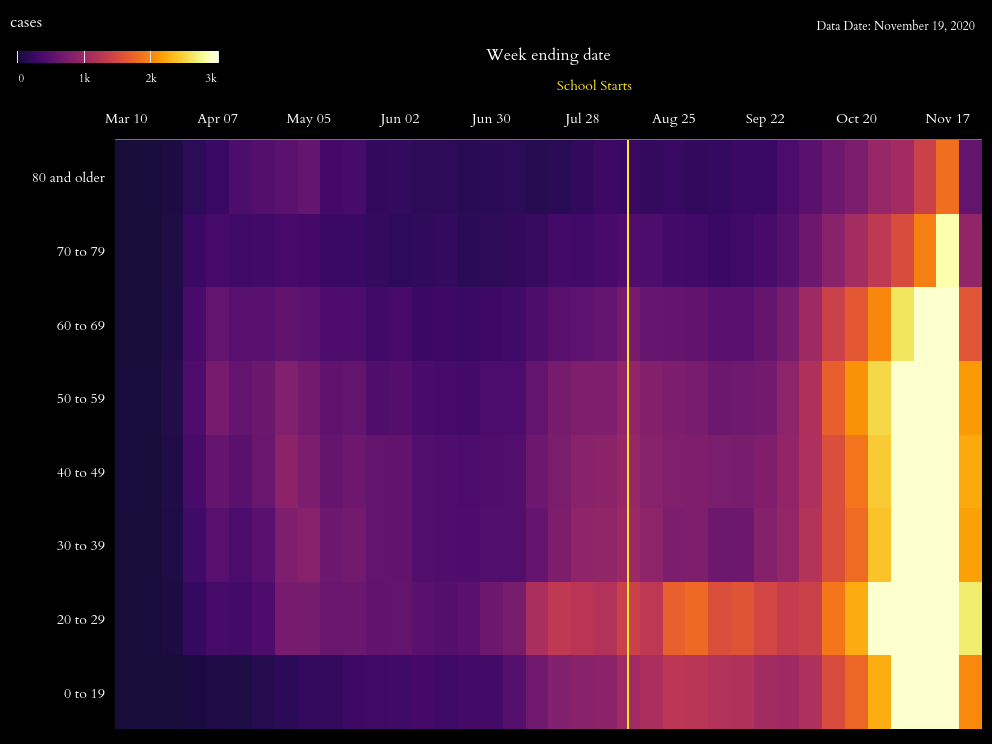 cases
Data Date: November 19, 2020
0 1k 2k 3k
Week ending date
School Starts
Mar 10 Apr 07 May 05 Jun 02 Jun 30 Jul 28 Aug 25 Sep 22 Oct 20 Nov 17
80 and older
70 to 79
60 to 69
50 to 59
40 to 49
30 to 39
20 to 29
0 to 19